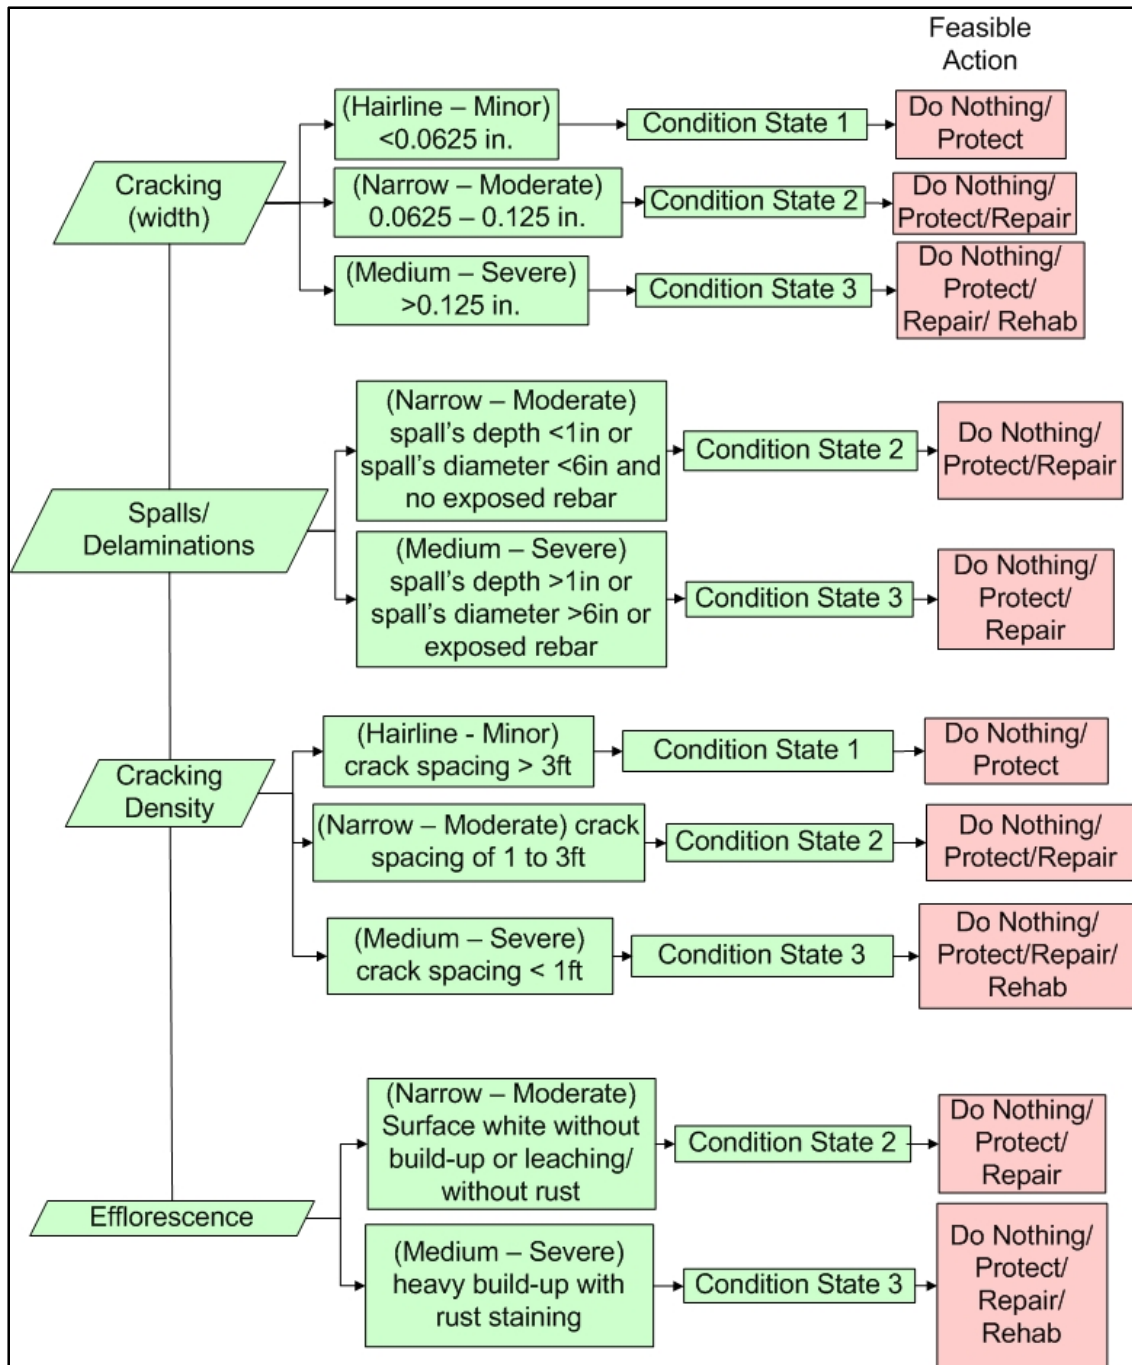 Feasible
Action
Cracking
(width)
(Hairline – Minor)
<0.0625 in.
Condition State 1
Do Nothing/
Protect
(Narrow – Moderate)
0.0625 – 0.125 in.
Condition State 2
Do Nothing/
Protect/Repair
(Medium – Severe)
>0.125 in.
Condition State 3
Do Nothing/
Protect/
Repair/ Rehab
Spalls/
Delaminations
(Narrow – Moderate)
spall's depth <1in or
spall's diameter <6in and
no exposed rebar
Condition State 2
Do Nothing/
Protect/Repair
(Medium – Severe)
spall's depth >1in or
spall's diameter >6in or
exposed rebar
Condition State 3
Do Nothing/
Protect/
Repair
Cracking
Density
(Hairline - Minor)
crack spacing > 3ft
Condition State 1
Do Nothing/
Protect
(Narrow – Moderate) crack
spacing of 1 to 3ft
Condition State 2
Do Nothing/
Protect/Repair
(Medium – Severe)
crack spacing < 1ft
Condition State 3
Do Nothing/
Protect/Repair/
Rehab
Efflorescence
(Narrow – Moderate)
Surface white without
build-up or leaching/
without rust
Condition State 2
Do Nothing/
Protect/
Repair
(Medium – Severe)
heavy build-up with
rust staining
Condition State 3
Do Nothing/
Protect/
Repair/
Rehab